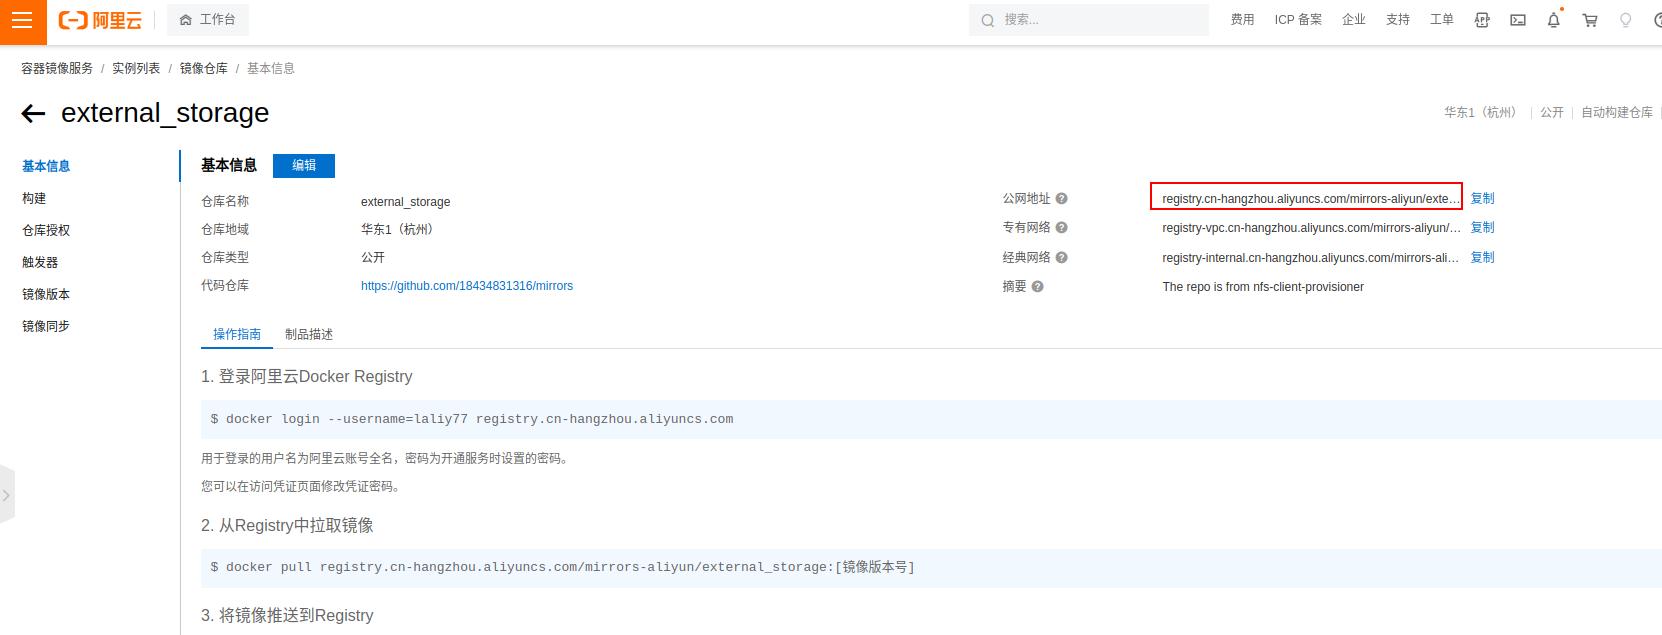 阿里云
工作台
搜索...
费用 ICP 备案 企业 支持 工单
容器镜像服务 / 实例列表 / 镜像仓库 / 基本信息
external_storage
华东1（杭州） | 公开 | 自动构建仓库
基本信息
构建
仓库授权
触发器
镜像版本
镜像同步
基本信息 编辑
仓库名称 external_storage
仓库地域 华东1（杭州）
仓库类型 公开
代码仓库 https://github.com/18434831316/mirrors
公网地址 registry.cn-hangzhou.aliyuncs.com/mirrors-aliyun/exte... 复制
专有网络 registry-vpc.cn-hangzhou.aliyuncs.com/mirrors-aliyun/... 复制
经典网络 registry-internal.cn-hangzhou.aliyuncs.com/mirrors-ali... 复制
摘要 The repo is from nfs-client-provisioner
操作指南 制品描述
1. 登录阿里云Docker Registry
$ docker login --username=laliy77 registry.cn-hangzhou.aliyuncs.com
用于登录的用户名为阿里云账号全名，密码为开通服务时设置的密码。
您可以在访问凭证页面修改凭证密码。
2. 从Registry中拉取镜像
$ docker pull registry.cn-hangzhou.aliyuncs.com/mirrors-aliyun/external_storage:[镜像版本号]
3. 将镜像推送到Registry